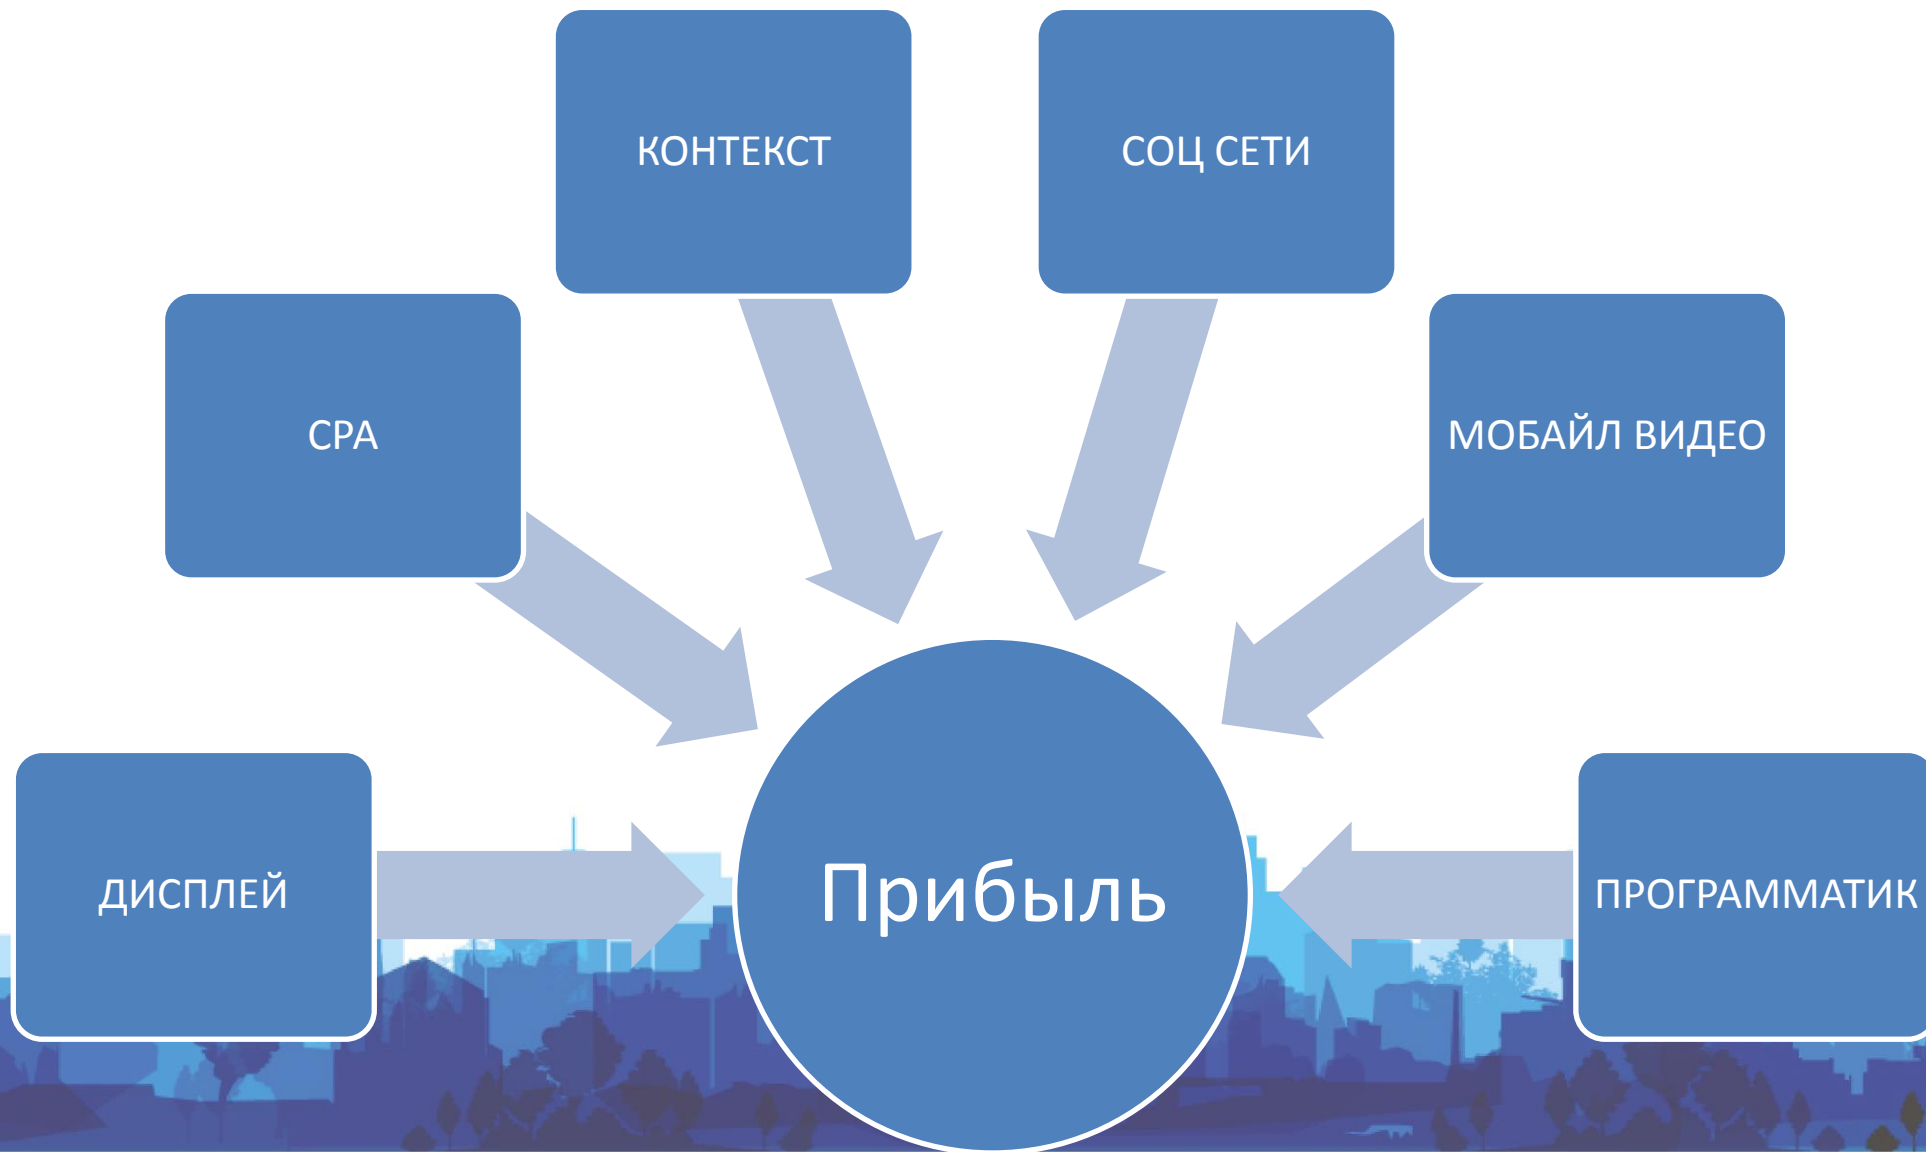 КОНТЕКСТ
СОЦ СЕТИ
CPA
МОБАЙЛ ВИДЕО
ДИСПЛЕЙ
Прибыль
ПРОГРАММАТИК